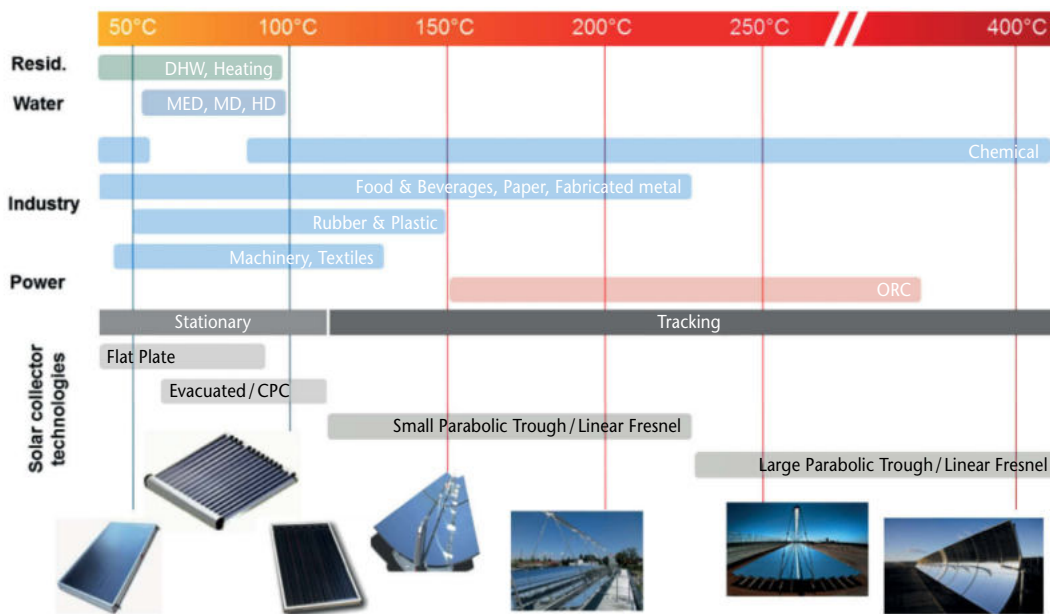 50°C 100°C 150°C 200°C 250°C 400°C
Resid.
DHW, Heating
Water
MED, MD, HD
Chemical
Industry
Food & Beverages, Paper, Fabricated metal
Rubber & Plastic
Machinery, Textiles
Power
ORC
Stationary Tracking
Solar collector
technologies
Flat Plate
Evacuated / CPC
Small Parabolic Trough / Linear Fresnel
Large Parabolic Trough / Linear Fresnel